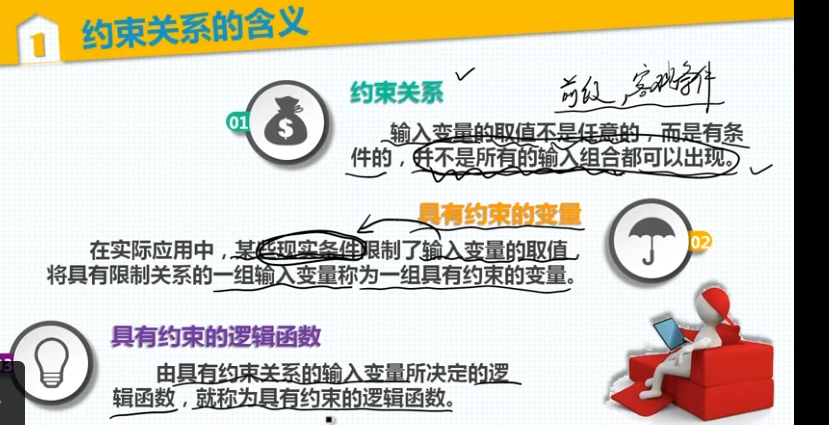 1 约束关系的含义
01
约束关系
客观条件
输入变量的取值不是任意的，而是有条
件的，并不是所有的输入组合都可以出现。
具有约束的变量
02
在实际应用中，某些现实条件限制了输入变量的取值，
将具有限制关系的一组输入变量称为一组具有约束的变量。
具有约束的逻辑函数
由具有约束关系的输入变量所决定的逻
辑函数，就称为具有约束的逻辑函数。